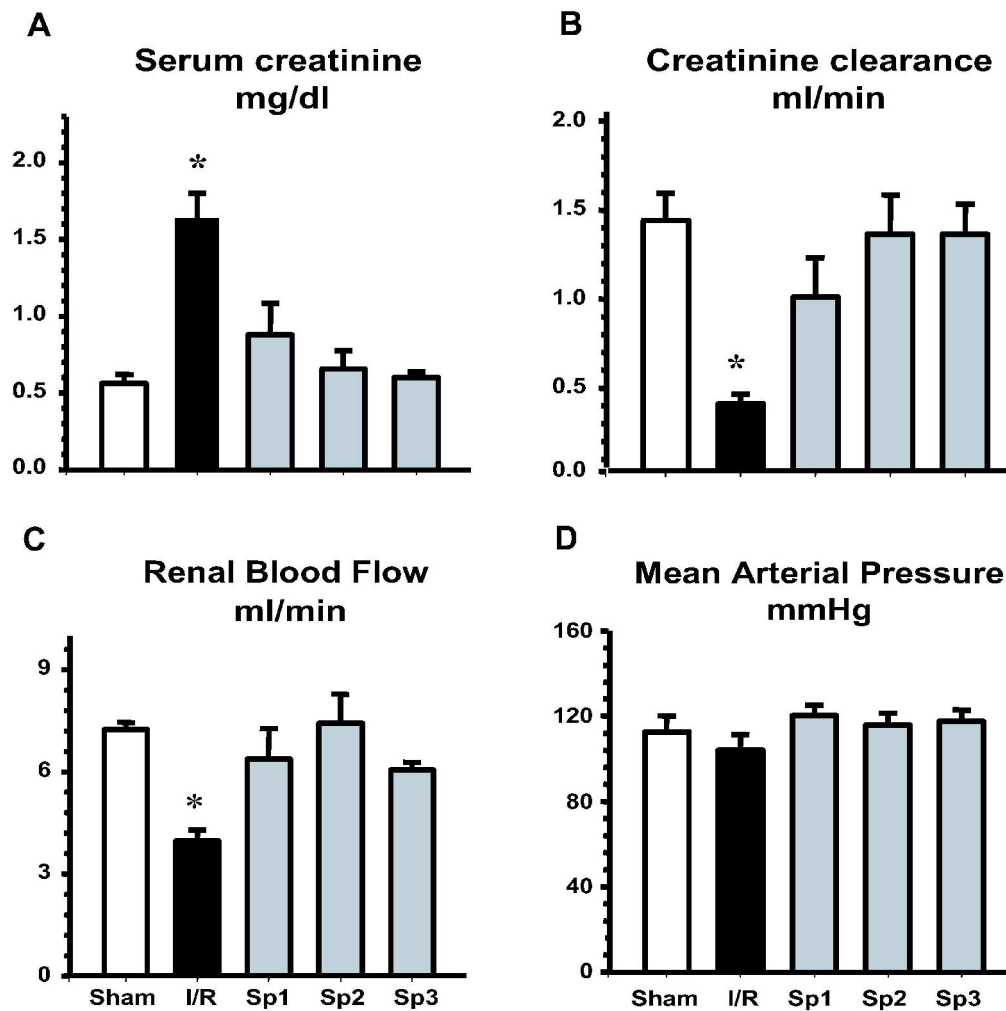 A
Serum creatinine
mg/dl
2.0
*
1.5
1.0
0.5
0.0
B
Creatinine clearance
ml/min
2.0
1.5
1.0
*
0.5
0.0
C
Renal Blood Flow
ml/min
9
6
*
3
0
Sham I/R Sp1 Sp2 Sp3
D
Mean Arterial Pressure
mmHg
160
120
80
40
0
Sham I/R Sp1 Sp2 Sp3